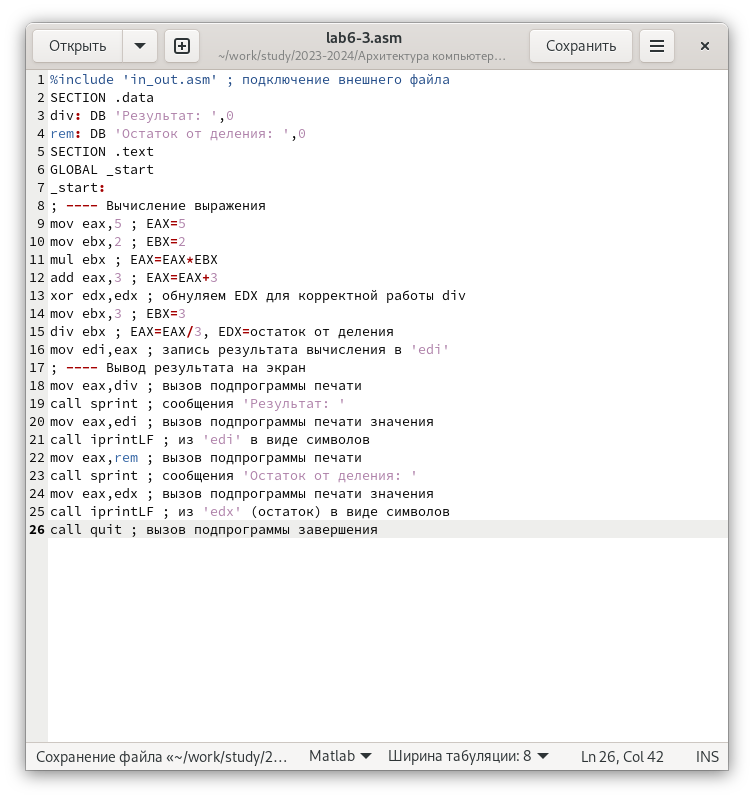 Открыть
lab6-3.asm
~/work/study/2023-2024/Архитектура компьютер…
Сохранить
1 %include 'in_out.asm' ; подключение внешнего файла
2 SECTION .data
3 div: DB 'Результат: ',0
4 rem: DB 'Остаток от деления: ',0
5 SECTION .text
6 GLOBAL _start
7 _start:
8 ; ---- Вычисление выражения
9 mov eax,5 ; EAX=5
10 mov ebx,2 ; EBX=2
11 mul ebx ; EAX=EAX*EBX
12 add eax,3 ; EAX=EAX+3
13 xor edx,edx ; обнуляем EDX для корректной работы div
14 mov ebx,3 ; EBX=3
15 div ebx ; EAX=EAX/3, EDX=остаток от деления
16 mov edi,eax ; запись результата вычисления в 'edi'
17 ; ---- Вывод результата на экран
18 mov eax,div ; вызов подпрограммы печати
19 call sprint ; сообщения 'Результат: '
20 mov eax,edi ; вызов подпрограммы печати значения
21 call iprintLF ; из 'edi' в виде символов
22 mov eax,rem ; вызов подпрограммы печати
23 call sprint ; сообщения 'Остаток от деления: '
24 mov eax,edx ; вызов подпрограммы печати значения
25 call iprintLF ; из 'edx' (остаток) в виде символов
26 call quit ; вызов подпрограммы завершения
Сохранение файла «~/work/study/2… Matlab Ширина табуляции: 8 Ln 26, Col 42 INS